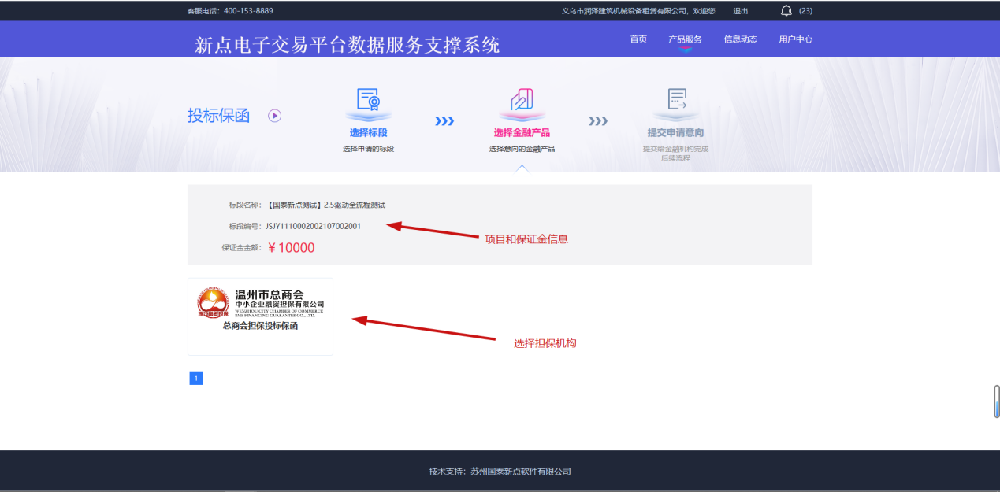 客服电话：400-153-8889
义乌市润泽建筑机械设备租赁有限公司，欢迎您 退出 (23)
新点电子交易平台数据服务支撑系统
首页 产品服务 信息动态 用户中心
投标保函
选择标段
选择申请的标段
选择金融产品
选择意向的金融产品
提交申请意向
提交给金融机构完成
后续流程
标段名称：【国泰新点测试】2.5驱动全流程测试
标段编号：JSJY1110002002107002001
保证金金额：￥10000
项目和保证金信息
温州市总商会
中小企业融资担保有限公司
WENZHOU CITY CHAMBER OF COMMERCE
SME FINANCING GUARANTEE CO., LTD.
总商会担保投标保函
选择担保机构
1
技术支持：苏州国泰新点软件有限公司